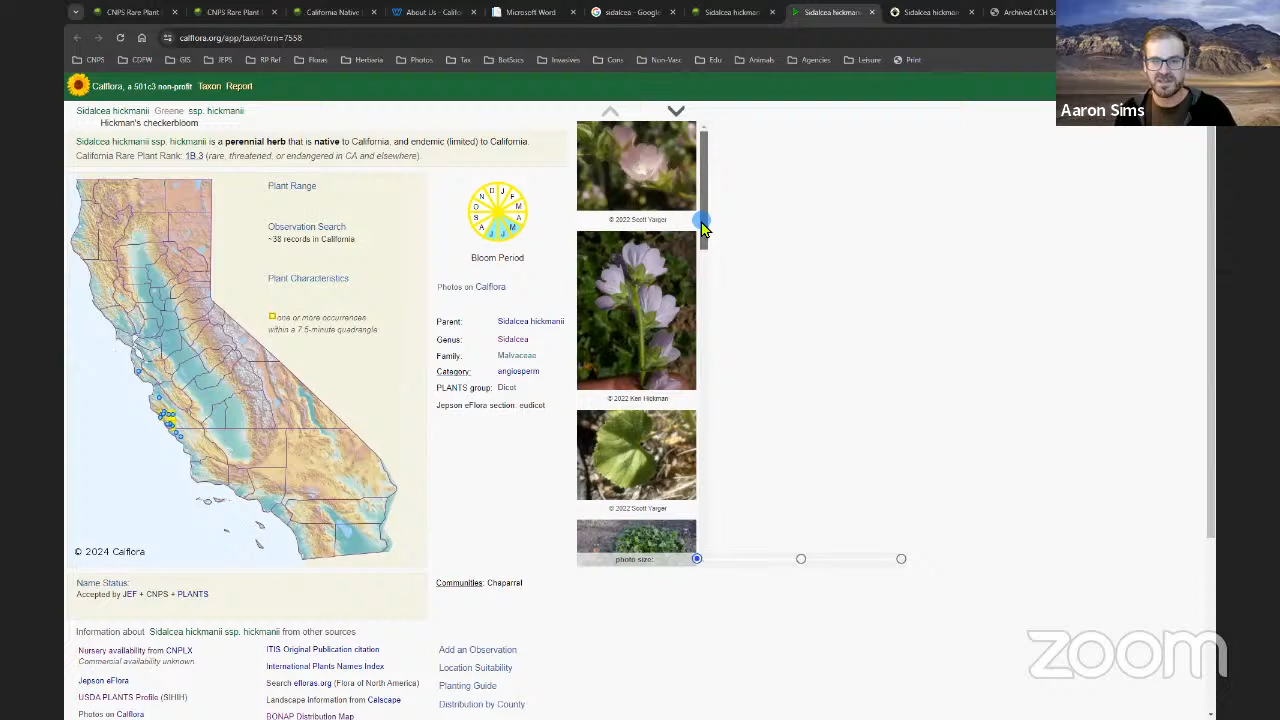 CNPS Rare Plant
CNPS Rare Plant
California Native
About Us - Califo
Microsoft Word
sidalcea - Google
Sidalcea hickman
Sidalcea hickmani
Sidalcea hickman
Archived CCH Sc
calflora.org/app/taxon?crn=7558
CNPS
CDFW
GIS
JEPS
RP Ref
Floras
Herbaria
Photos
Tax
BotSocs
Invasives
Cons
Non-Vasc
Edu
Animals
Agencies
Leisure
Print
Aaron Sims
Calflora, a 501c3 non-profit Taxon Report
Sidalcea hickmanii Greene ssp. hickmanii
Hickman's checkerbloom
Sidalcea hickmanii ssp. hickmanii is a perennial herb that is native to California, and endemic (limited) to California.
California Rare Plant Rank: 1B.3 (rare, threatened, or endangered in CA and elsewhere).
Plant Range
Observation Search
~38 records in California
Plant Characteristics
one or more occurrences
within a 7.5-minute quadrangle
© 2024 Calflora
D J F M A M J J A S O N
Bloom Period
Photos on Calflora
Parent: Sidalcea hickmanii
Genus: Sidalcea
Family: Malvaceae
Category: angiosperm
PLANTS group: Dicot
Jepson eFlora section: eudicot
© 2022 Scott Yarger
© 2022 Ken Hickman
© 2022 Scott Yarger
photo size:
Name Status:
Accepted by JEF + CNPS + PLANTS
Communities: Chaparral
Information about Sidalcea hickmanii ssp. hickmanii from other sources
Nursery availability from CNPLX
Commercial availability unknown
Jepson eFlora
USDA PLANTS Profile (SIHIH)
Photos on Calflora
ITIS Original Publication citation
International Plants Names Index
Search efloras.org (Flora of North America)
Landscape Information from Calscape
BONAP Distribution Map
Add an Observation
Location Suitability
Planting Guide
Distribution by County
zoom